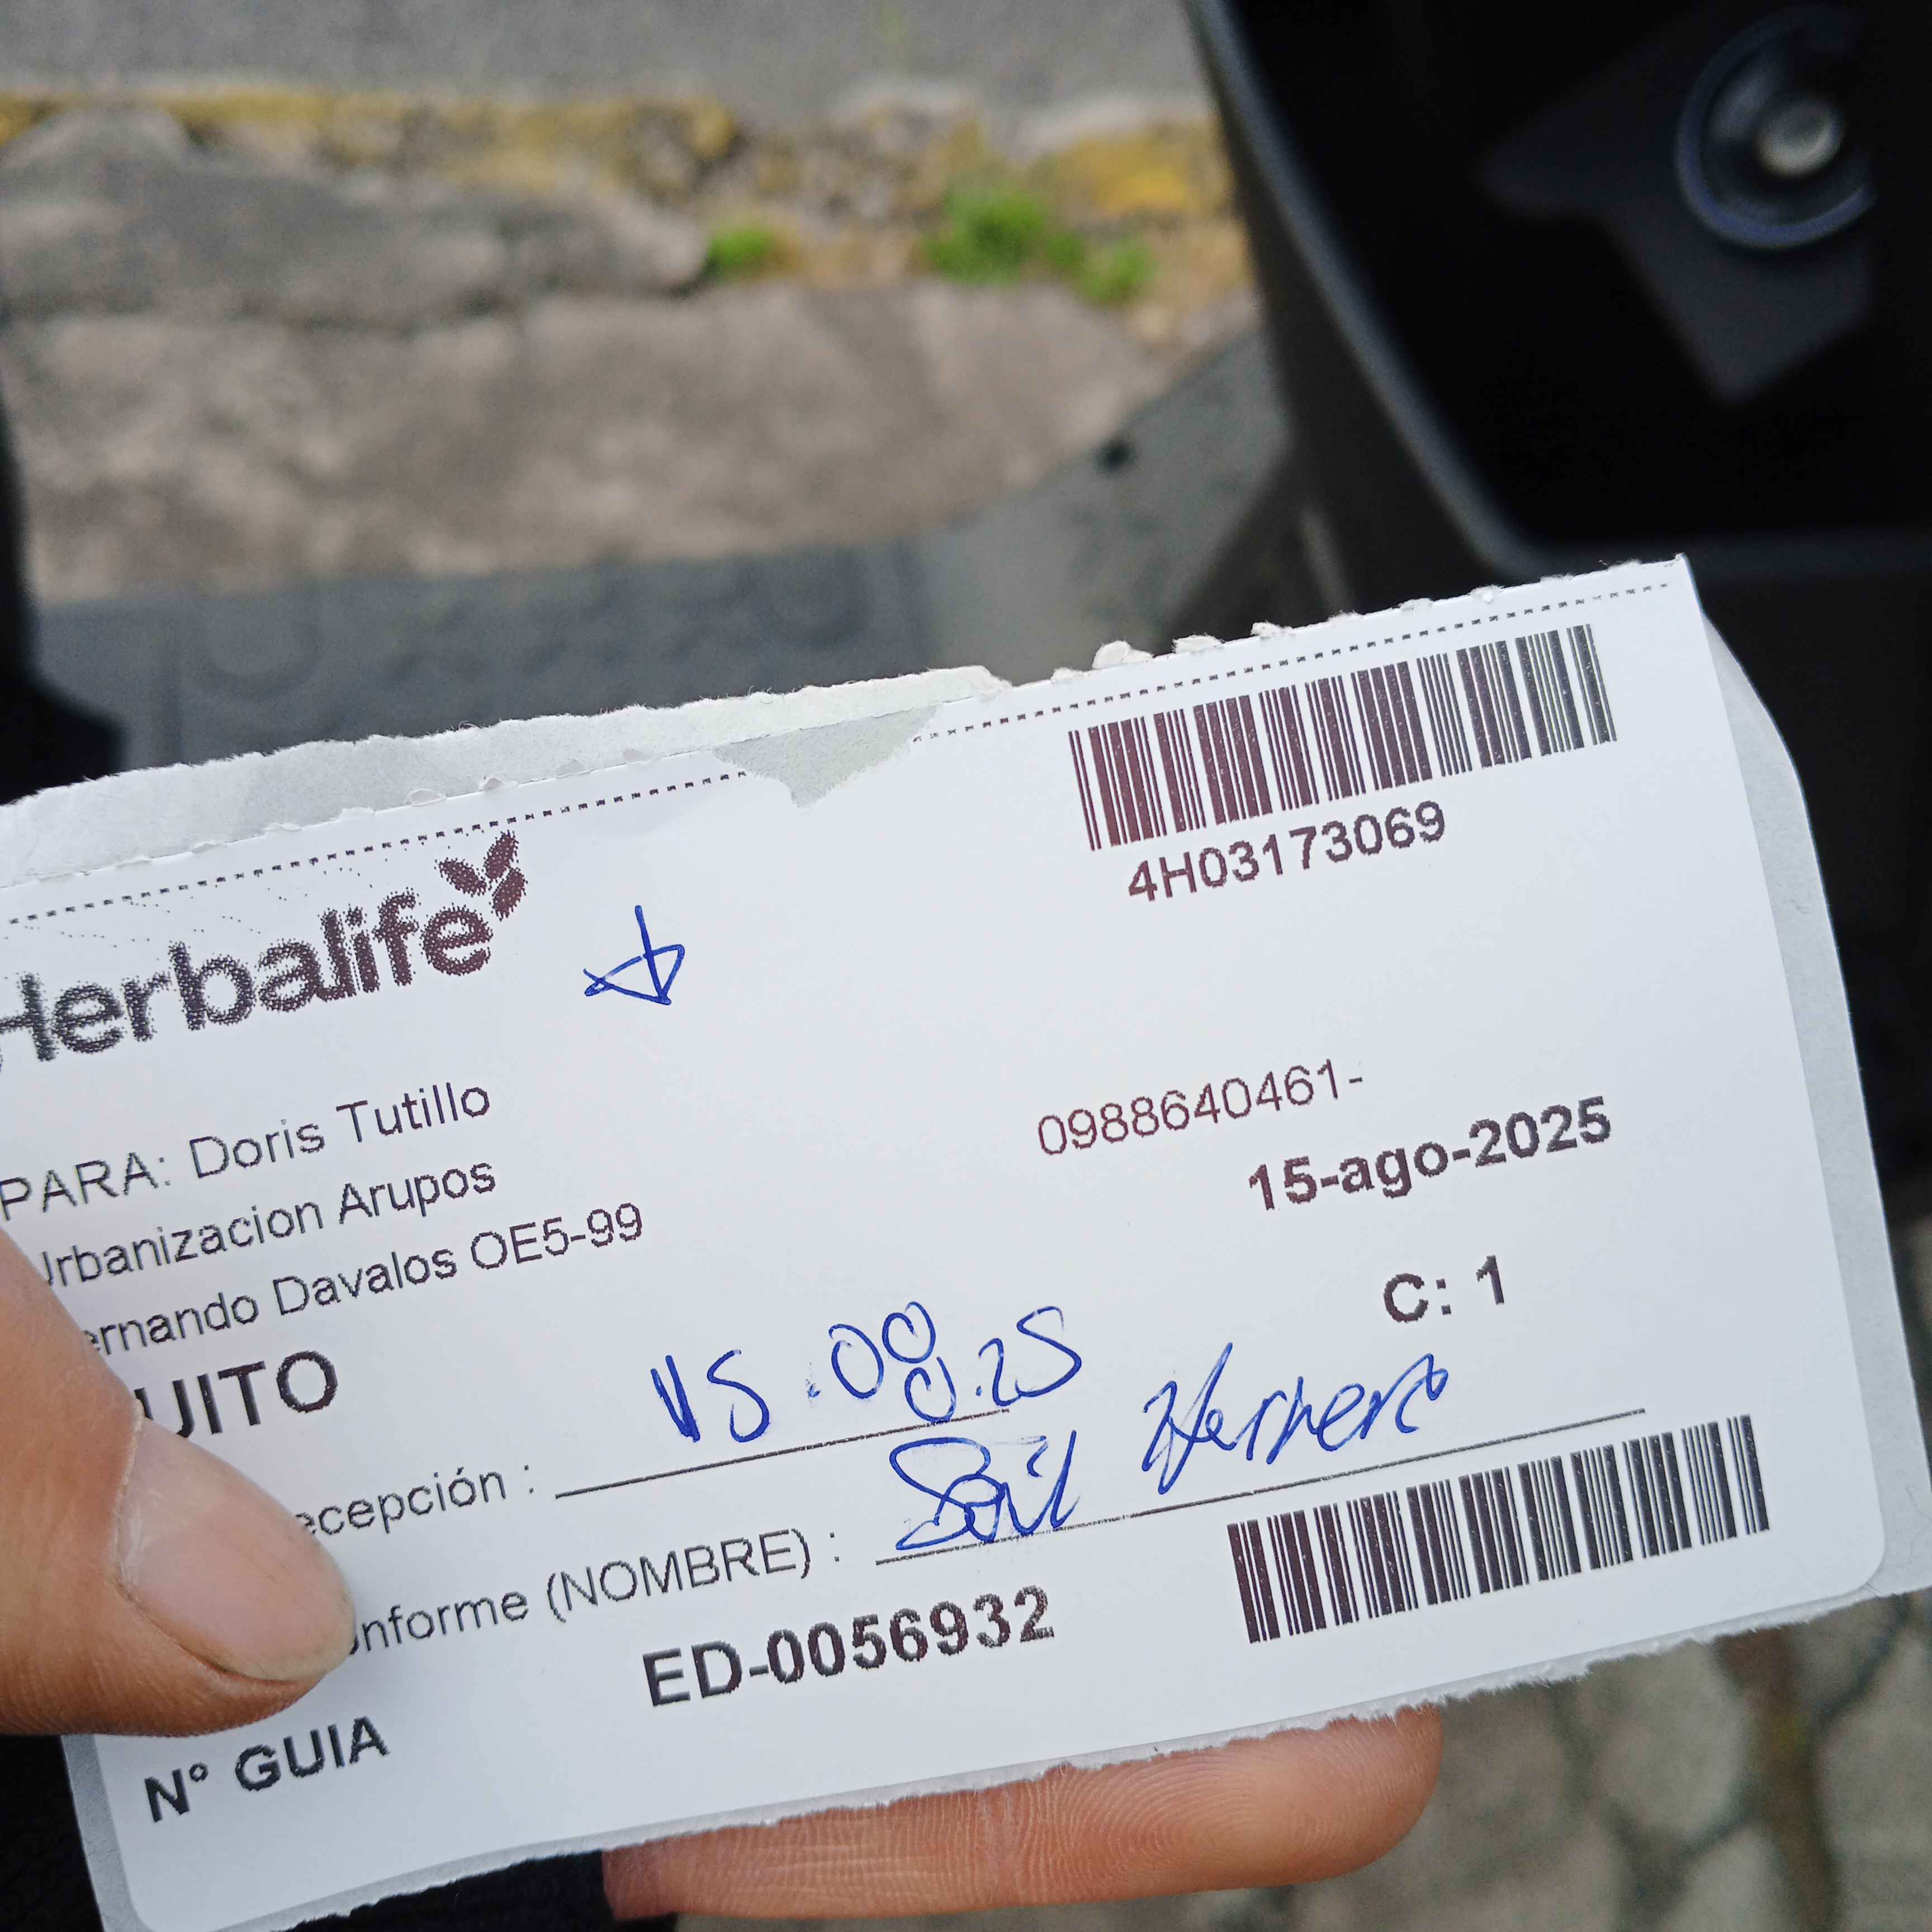 4H03173069
Herbalife
PARA: Doris Tutillo
0988640461-
Urbanizacion Arupos
15-ago-2025
ernando Davalos OE5-99
C: 1
UITO
ecepción : 15.08.25
onforme (NOMBRE) : Saúl Herrera
ED-0056932
N° GUIA